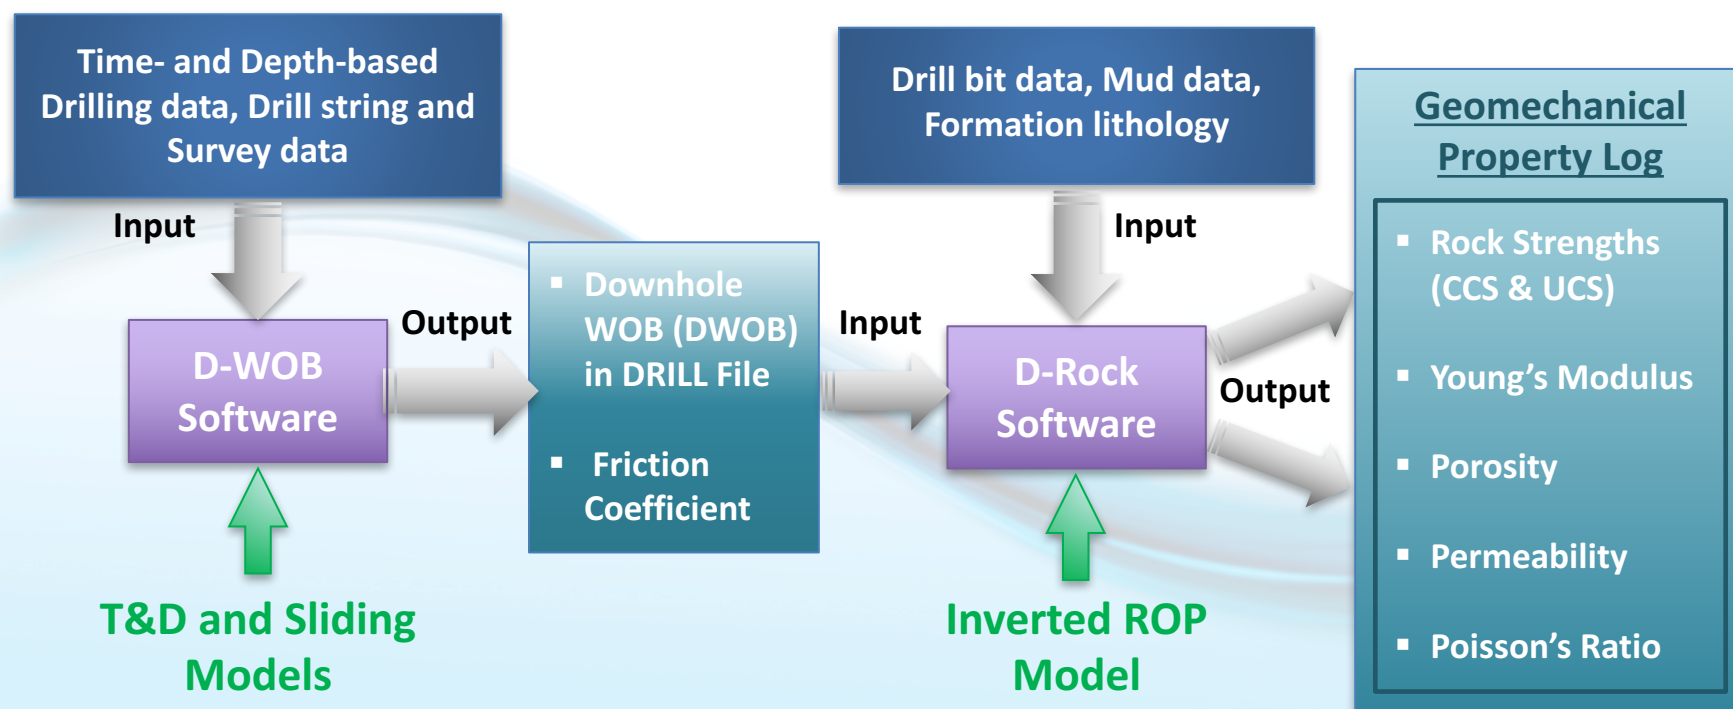 Time- and Depth-based
Drilling data, Drill string and
Survey data
Input
D-WOB
Software
T&D and Sliding
Models
Output
▪ Downhole
WOB (DWOB)
in DRILL File
▪ Friction
Coefficient
Input
Drill bit data, Mud data,
Formation lithology
Input
D-Rock
Software
Inverted ROP
Model
Output
Geomechanical
Property Log
▪ Rock Strengths
(CCS & UCS)
▪ Young’s Modulus
▪ Porosity
▪ Permeability
▪ Poisson’s Ratio